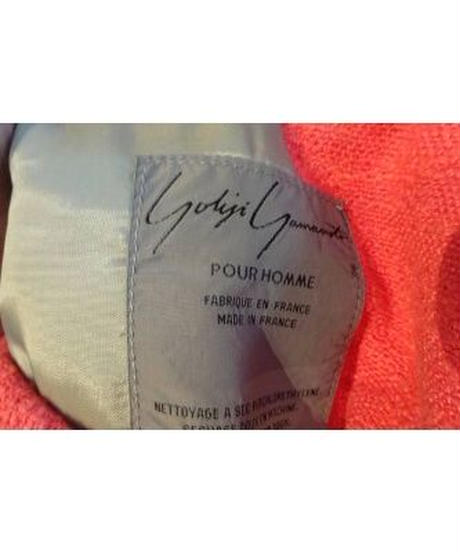 Yohji Yamamoto
POUR HOMME
FABRIQUE EN FRANCE
MADE IN FRANCE
NETTOYAGE A SEC